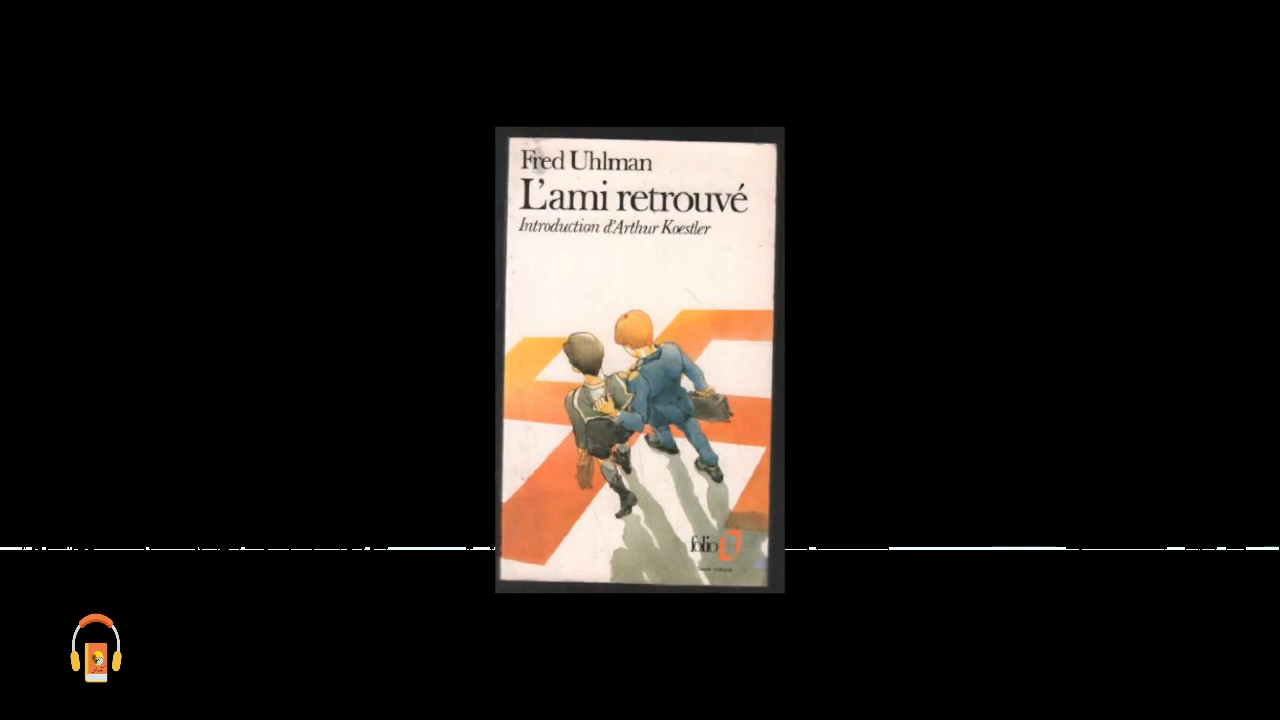 Fred Uhlman
L'ami retrouvé
Introduction d'Arthur Koestler
folio